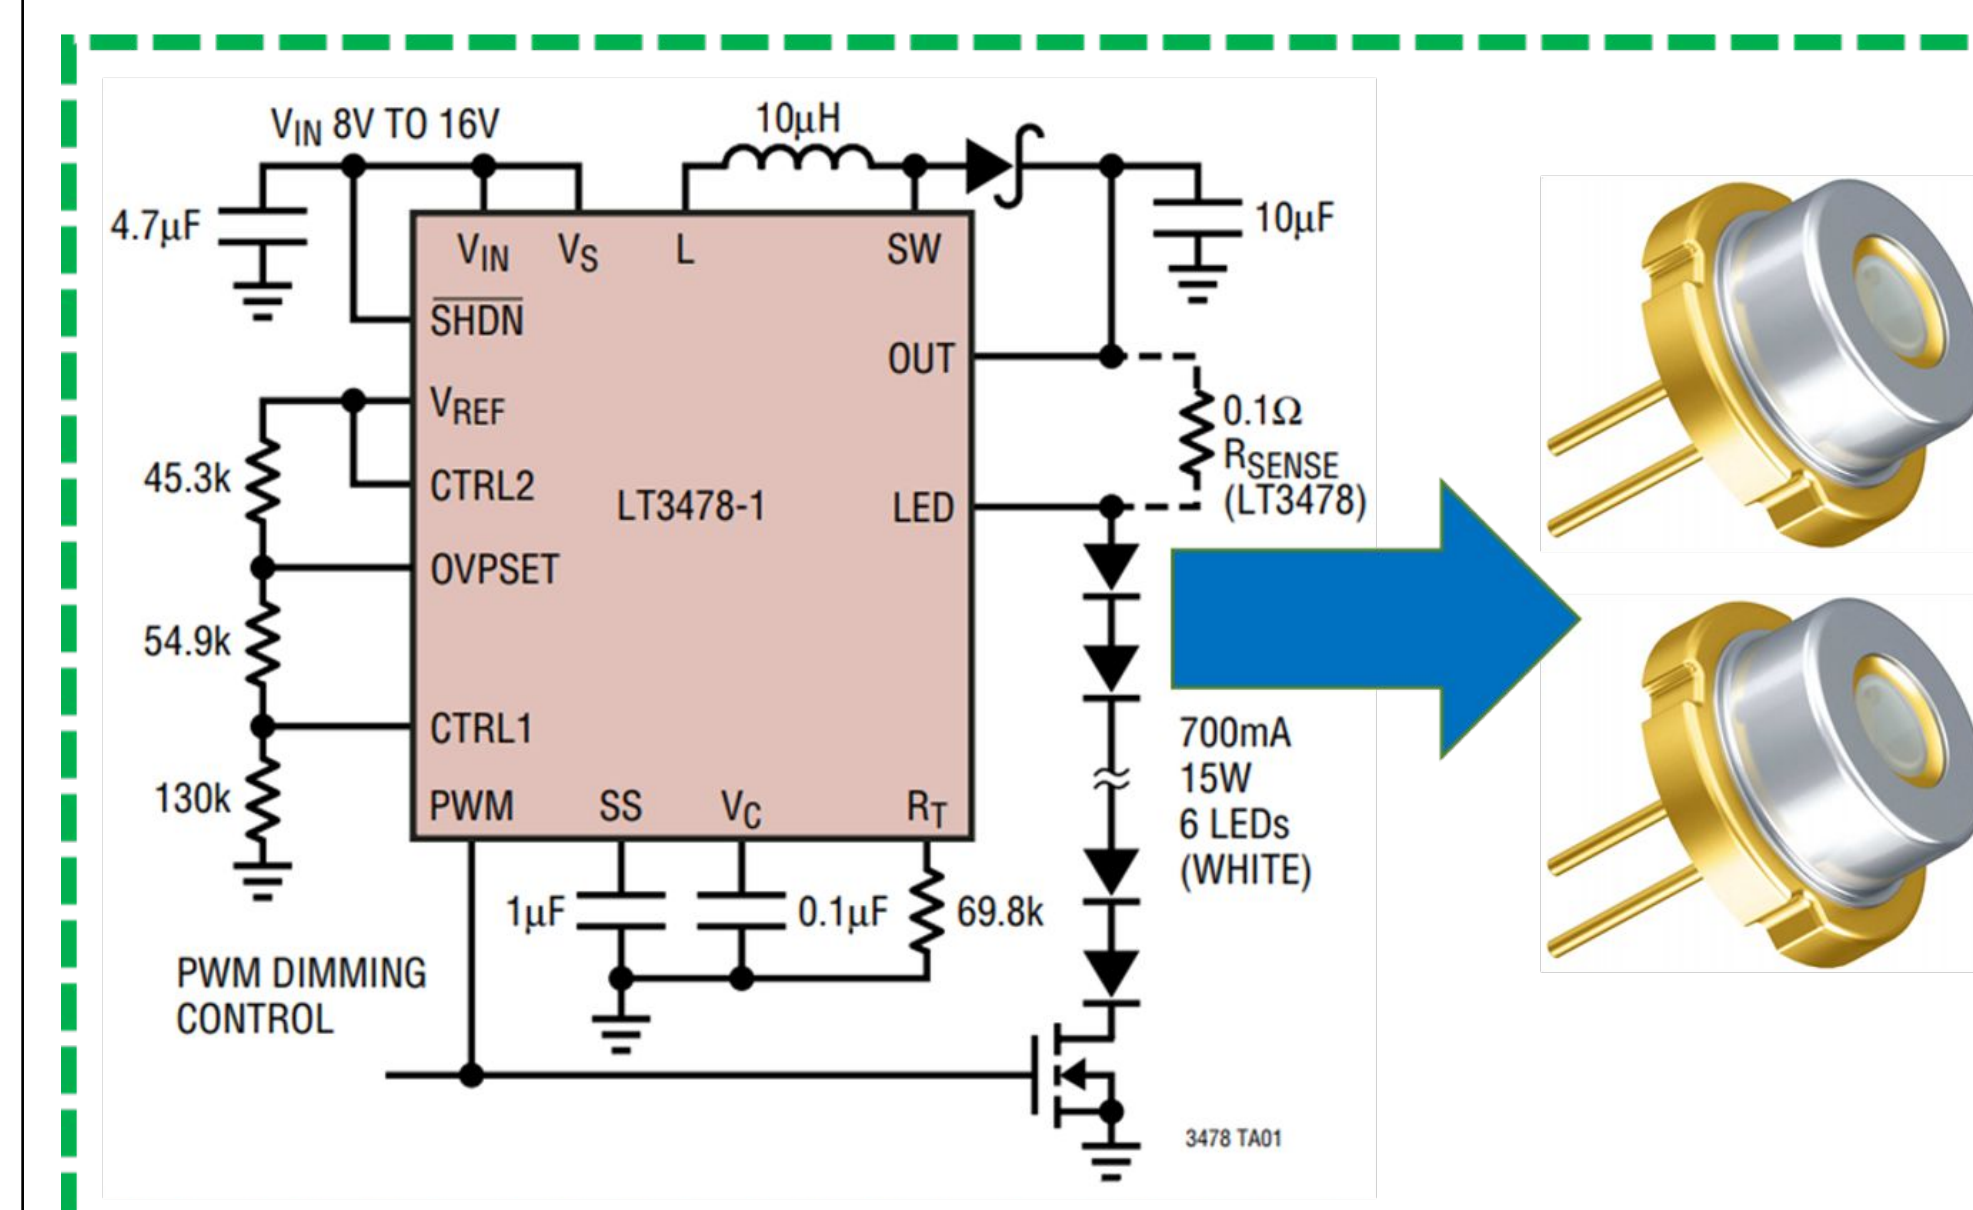 VIN 8V TO 16V
10µH
4.7µF
10µF
VIN
VS
L
SW
SHDN
OUT
VREF
0.1Ω
RSENSE
(LT3478)
45.3k
CTRL2
LT3478-1
LED
OVPSET
54.9k
CTRL1
700mA
15W
6 LEDs
(WHITE)
130k
PWM
SS
VC
RT
1µF
0.1µF
69.8k
PWM DIMMING
CONTROL
3478 TA01